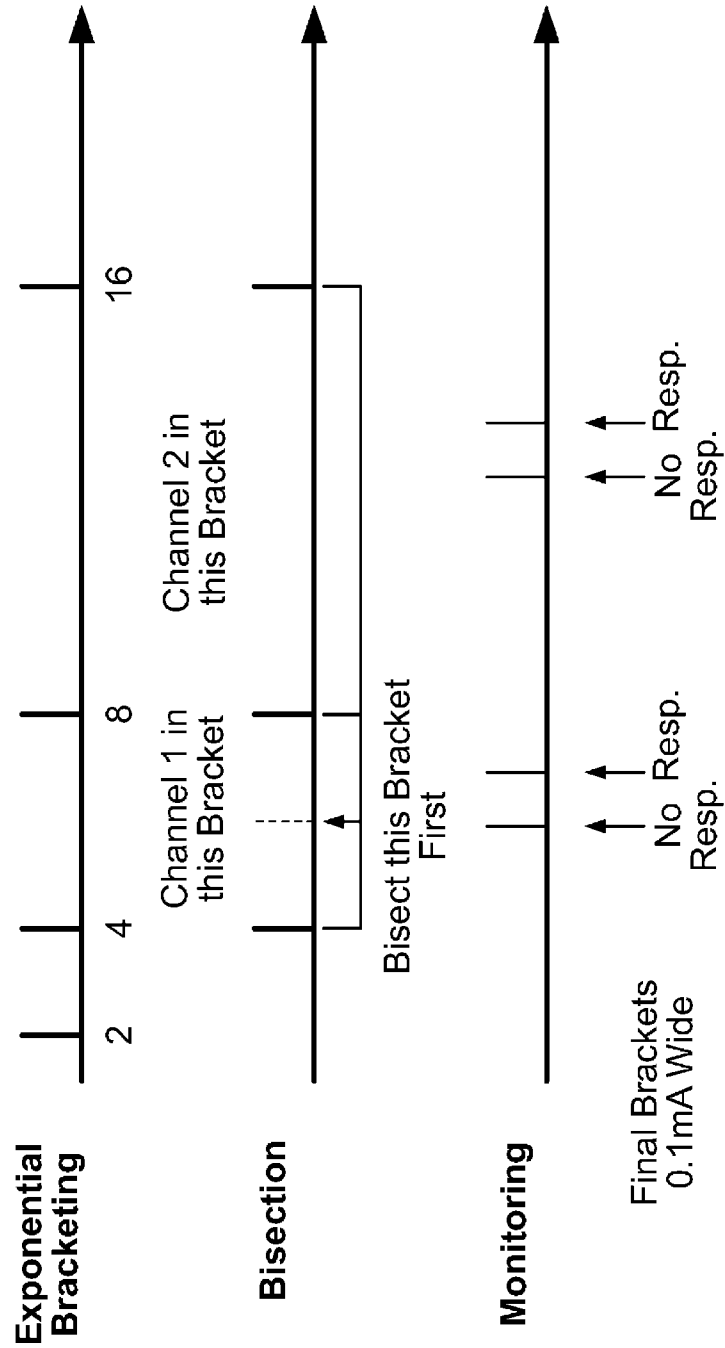 Exponential
Bracketing
2
4
8
16
Bisection
Channel 1 in
this Bracket
Channel 2 in
this Bracket
Bisect this Bracket
First
Monitoring
No
Resp.
Resp.
No
Resp.
Resp.
Final Brackets
0.1mA Wide